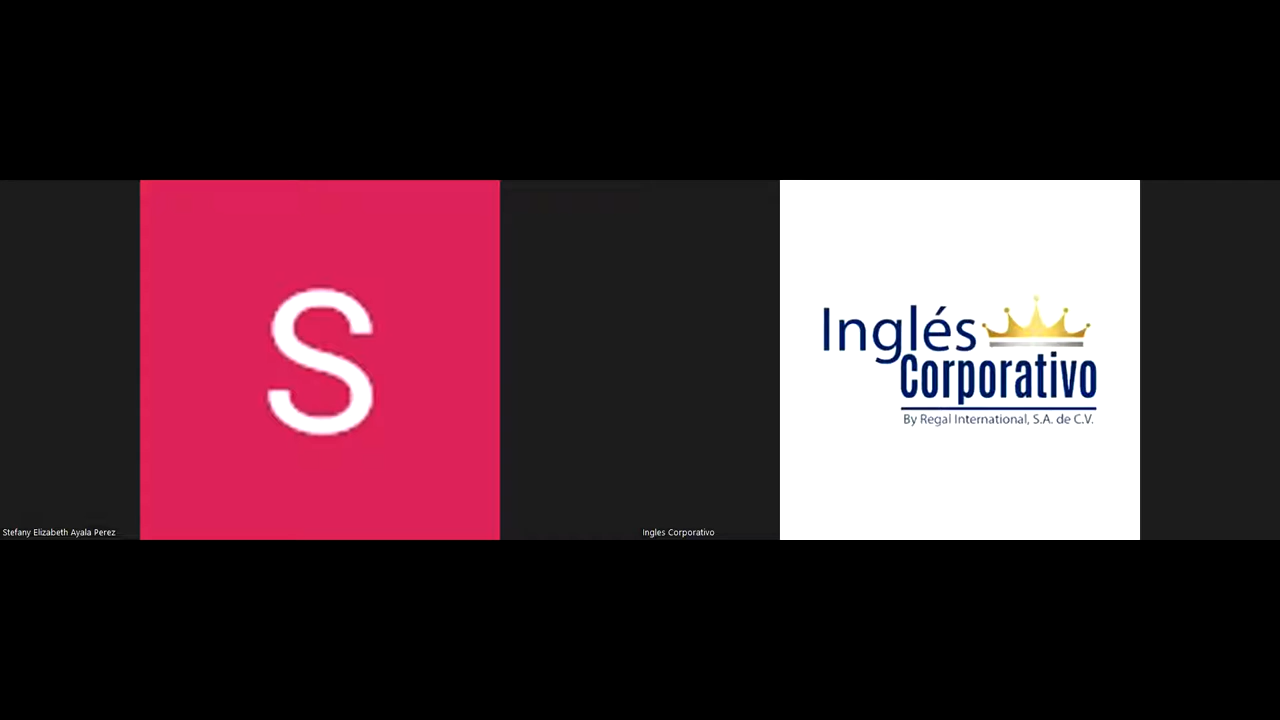 S
Inglés
Corporativo
By Regal International, S.A. de C.V.
Stefany Elizabeth Ayala Perez
Ingles Corporativo